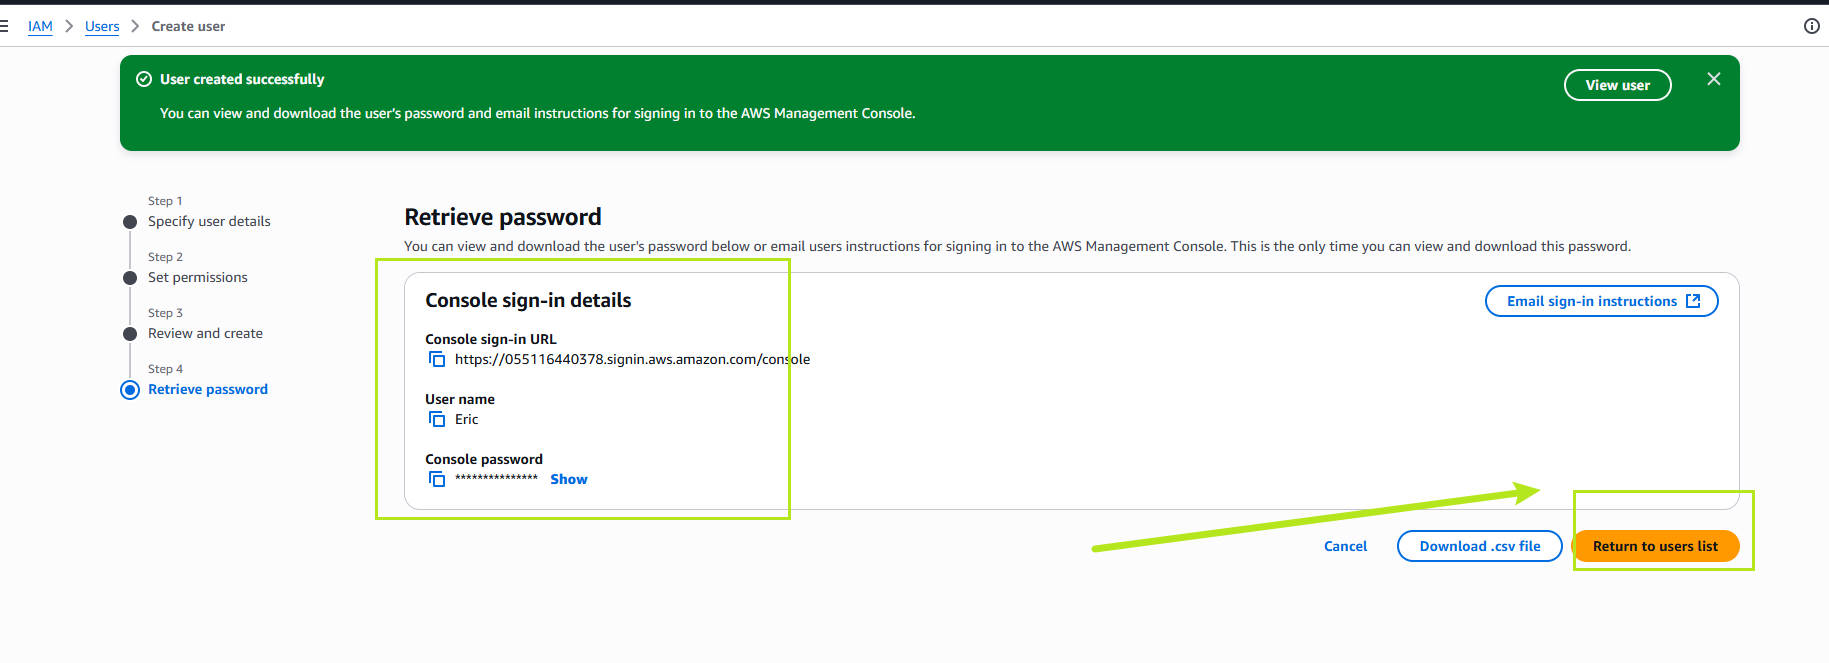 IAM > Users > Create user
User created successfully
View user
You can view and download the user's password and email instructions for signing in to the AWS Management Console.
Step 1
Specify user details
Step 2
Set permissions
Step 3
Review and create
Step 4
Retrieve password
Retrieve password
You can view and download the user's password below or email users instructions for signing in to the AWS Management Console. This is the only time you can view and download this password.
Console sign-in details
Email sign-in instructions
Console sign-in URL
https://055116440378.signin.aws.amazon.com/console
User name
Eric
Console password
*************** Show
Cancel
Download .csv file
Return to users list